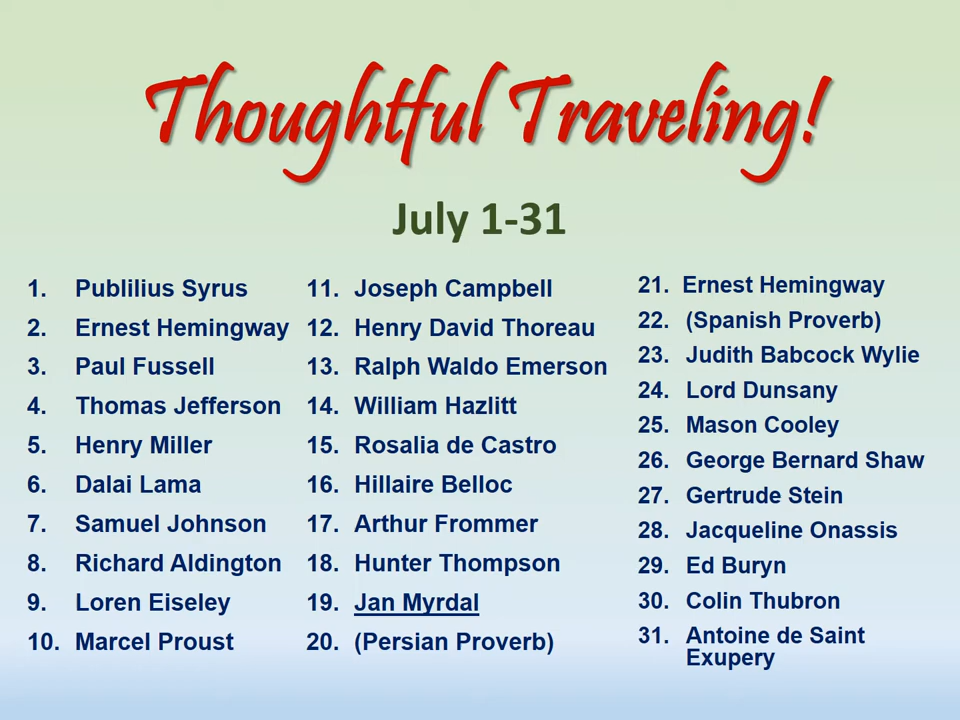 Thoughtful Traveling!
July 1-31
1. Publilius Syrus
2. Ernest Hemingway
3. Paul Fussell
4. Thomas Jefferson
5. Henry Miller
6. Dalai Lama
7. Samuel Johnson
8. Richard Aldington
9. Loren Eiseley
10. Marcel Proust
11. Joseph Campbell
12. Henry David Thoreau
13. Ralph Waldo Emerson
14. William Hazlitt
15. Rosalia de Castro
16. Hillaire Belloc
17. Arthur Frommer
18. Hunter Thompson
19. Jan Myrdal
20. (Persian Proverb)
21. Ernest Hemingway
22. (Spanish Proverb)
23. Judith Babcock Wylie
24. Lord Dunsany
25. Mason Cooley
26. George Bernard Shaw
27. Gertrude Stein
28. Jacqueline Onassis
29. Ed Buryn
30. Colin Thubron
31. Antoine de Saint
Exupery